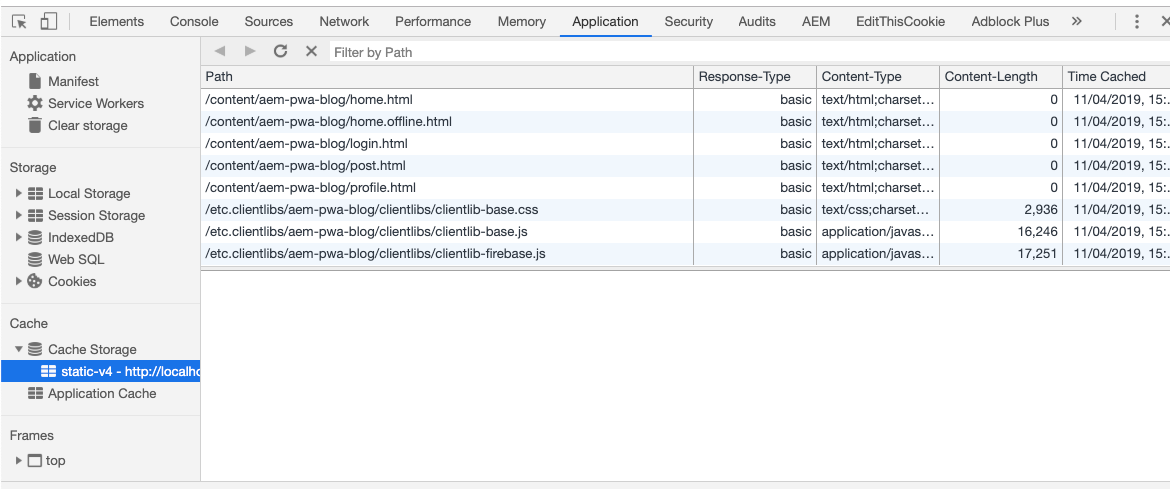 Elements Console Sources Network Performance Memory Application Security Audits AEM EditThisCookie Adblock Plus
Application
Manifest
Service Workers
Clear storage
Storage
Local Storage
Session Storage
IndexedDB
Web SQL
Cookies
Cache
Cache Storage
static-v4 - http://localho
Application Cache
Frames
top
Filter by Path
Path Response-Type Content-Type Content-Length Time Cached
/content/aem-pwa-blog/home.html basic text/html;charset… 0 11/04/2019, 15:.
/content/aem-pwa-blog/home.offline.html basic text/html;charset… 0 11/04/2019, 15:.
/content/aem-pwa-blog/login.html basic text/html;charset… 0 11/04/2019, 15:.
/content/aem-pwa-blog/post.html basic text/html;charset… 0 11/04/2019, 15:.
/content/aem-pwa-blog/profile.html basic text/html;charset… 0 11/04/2019, 15:.
/etc.clientlibs/aem-pwa-blog/clientlibs/clientlib-base.css basic text/css;charset… 2,936 11/04/2019, 15:.
/etc.clientlibs/aem-pwa-blog/clientlibs/clientlib-base.js basic application/javas… 16,246 11/04/2019, 15:.
/etc.clientlibs/aem-pwa-blog/clientlibs/clientlib-firebase.js basic application/javas… 17,251 11/04/2019, 15:.